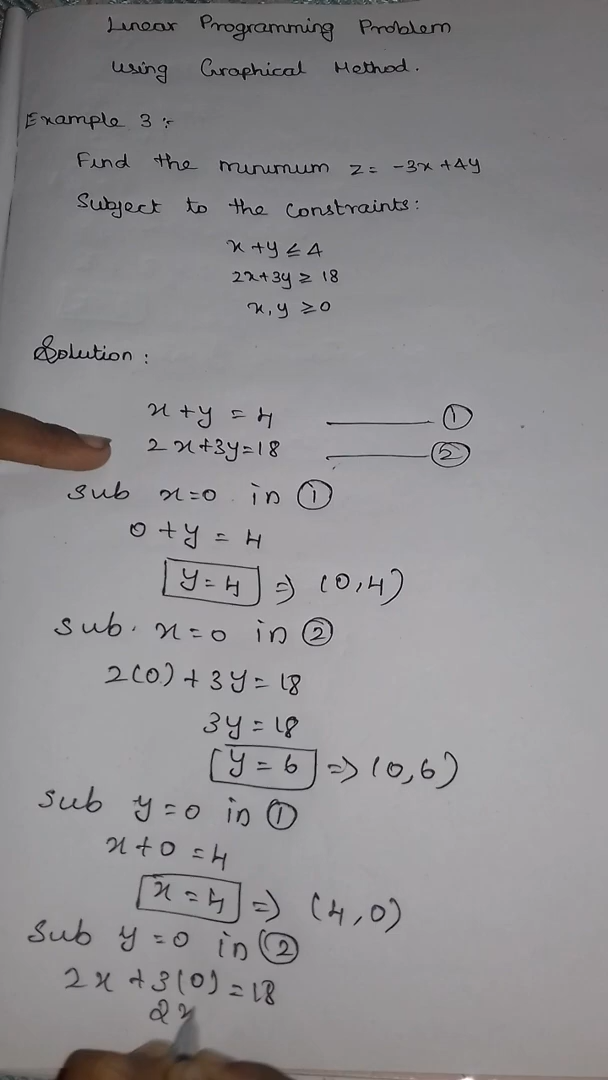 Linear Programming Problem
Using Graphical Method.
Example 3 :-
Find the minimum z = -3x +4y
Subject to the constraints:
x +y ≤ 4
2x+3y ≥ 18
x, y ≥ 0
Solution :
x + y = 4 ——— ①
2x+3y=18 ——— ②
Sub x=0 in ①
0 + y = 4
y = 4 => (0,4)
Sub. x=0 in ②
2(0) + 3y = 18
3y = 18
y = 6 => (0,6)
Sub y=0 in ①
x + 0 = 4
x = 4 => (4,0)
Sub y=0 in ②
2x + 3(0) = 18
2x